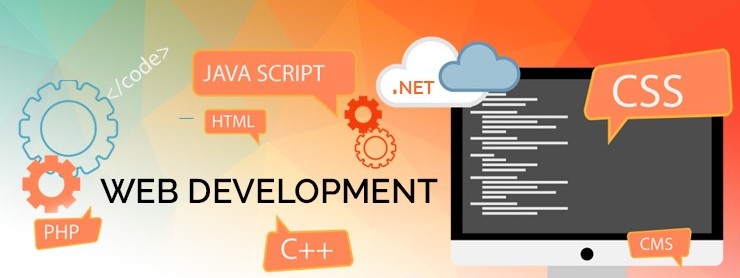 </code>
JAVA SCRIPT
.NET
CSS
HTML
WEB DEVELOPMENT
PHP
C++
CMS